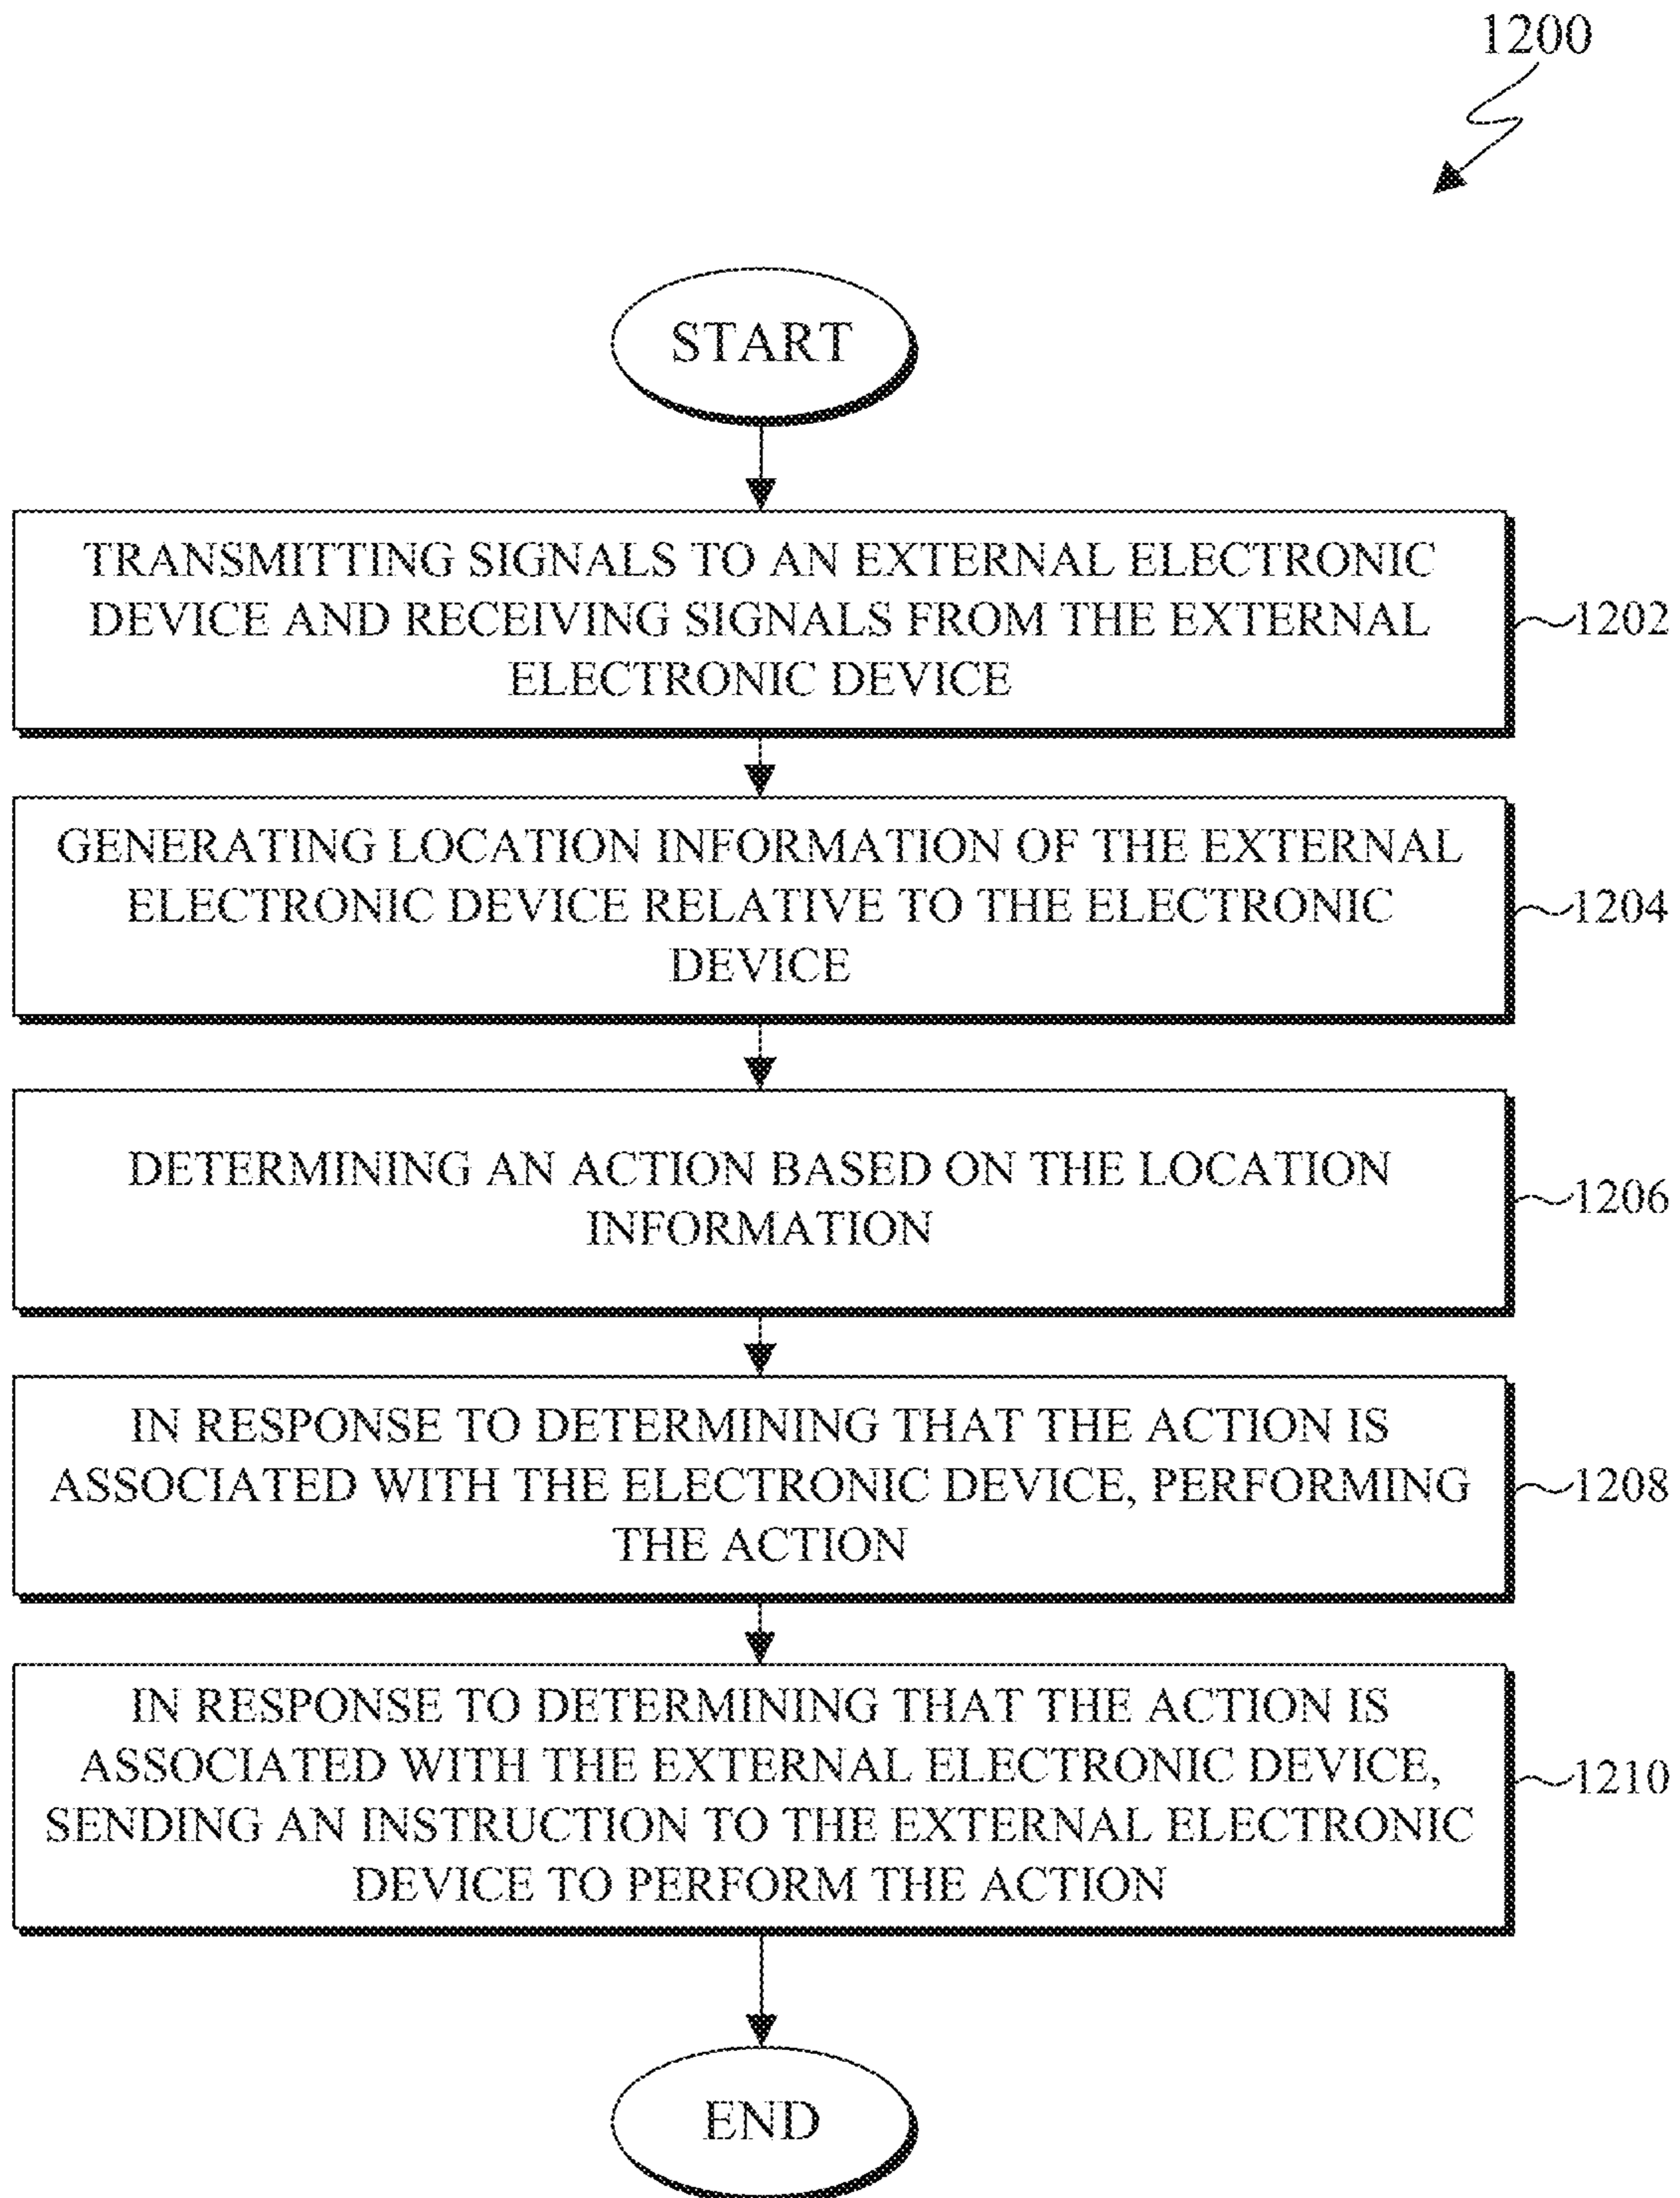 1200
START
TRANSMITTING SIGNALS TO AN EXTERNAL ELECTRONIC
DEVICE AND RECEIVING SIGNALS FROM THE EXTERNAL
ELECTRONIC DEVICE
1202
GENERATING LOCATION INFORMATION OF THE EXTERNAL
ELECTRONIC DEVICE RELATIVE TO THE ELECTRONIC
DEVICE
1204
DETERMINING AN ACTION BASED ON THE LOCATION
INFORMATION
1206
IN RESPONSE TO DETERMINING THAT THE ACTION IS
ASSOCIATED WITH THE ELECTRONIC DEVICE, PERFORMING
THE ACTION
1208
IN RESPONSE TO DETERMINING THAT THE ACTION IS
ASSOCIATED WITH THE EXTERNAL ELECTRONIC DEVICE,
SENDING AN INSTRUCTION TO THE EXTERNAL ELECTRONIC
DEVICE TO PERFORM THE ACTION
1210
END